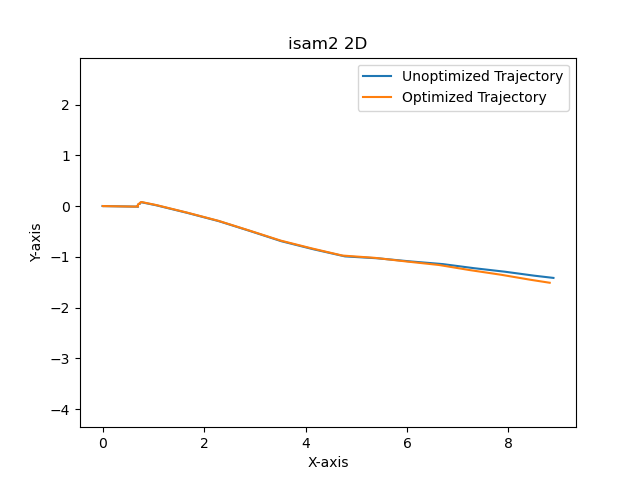 isam2 2D
Unoptimized Trajectory
Optimized Trajectory
2
1
0
−1
−2
−3
−4
Y-axis
0
2
4
6
8
X-axis